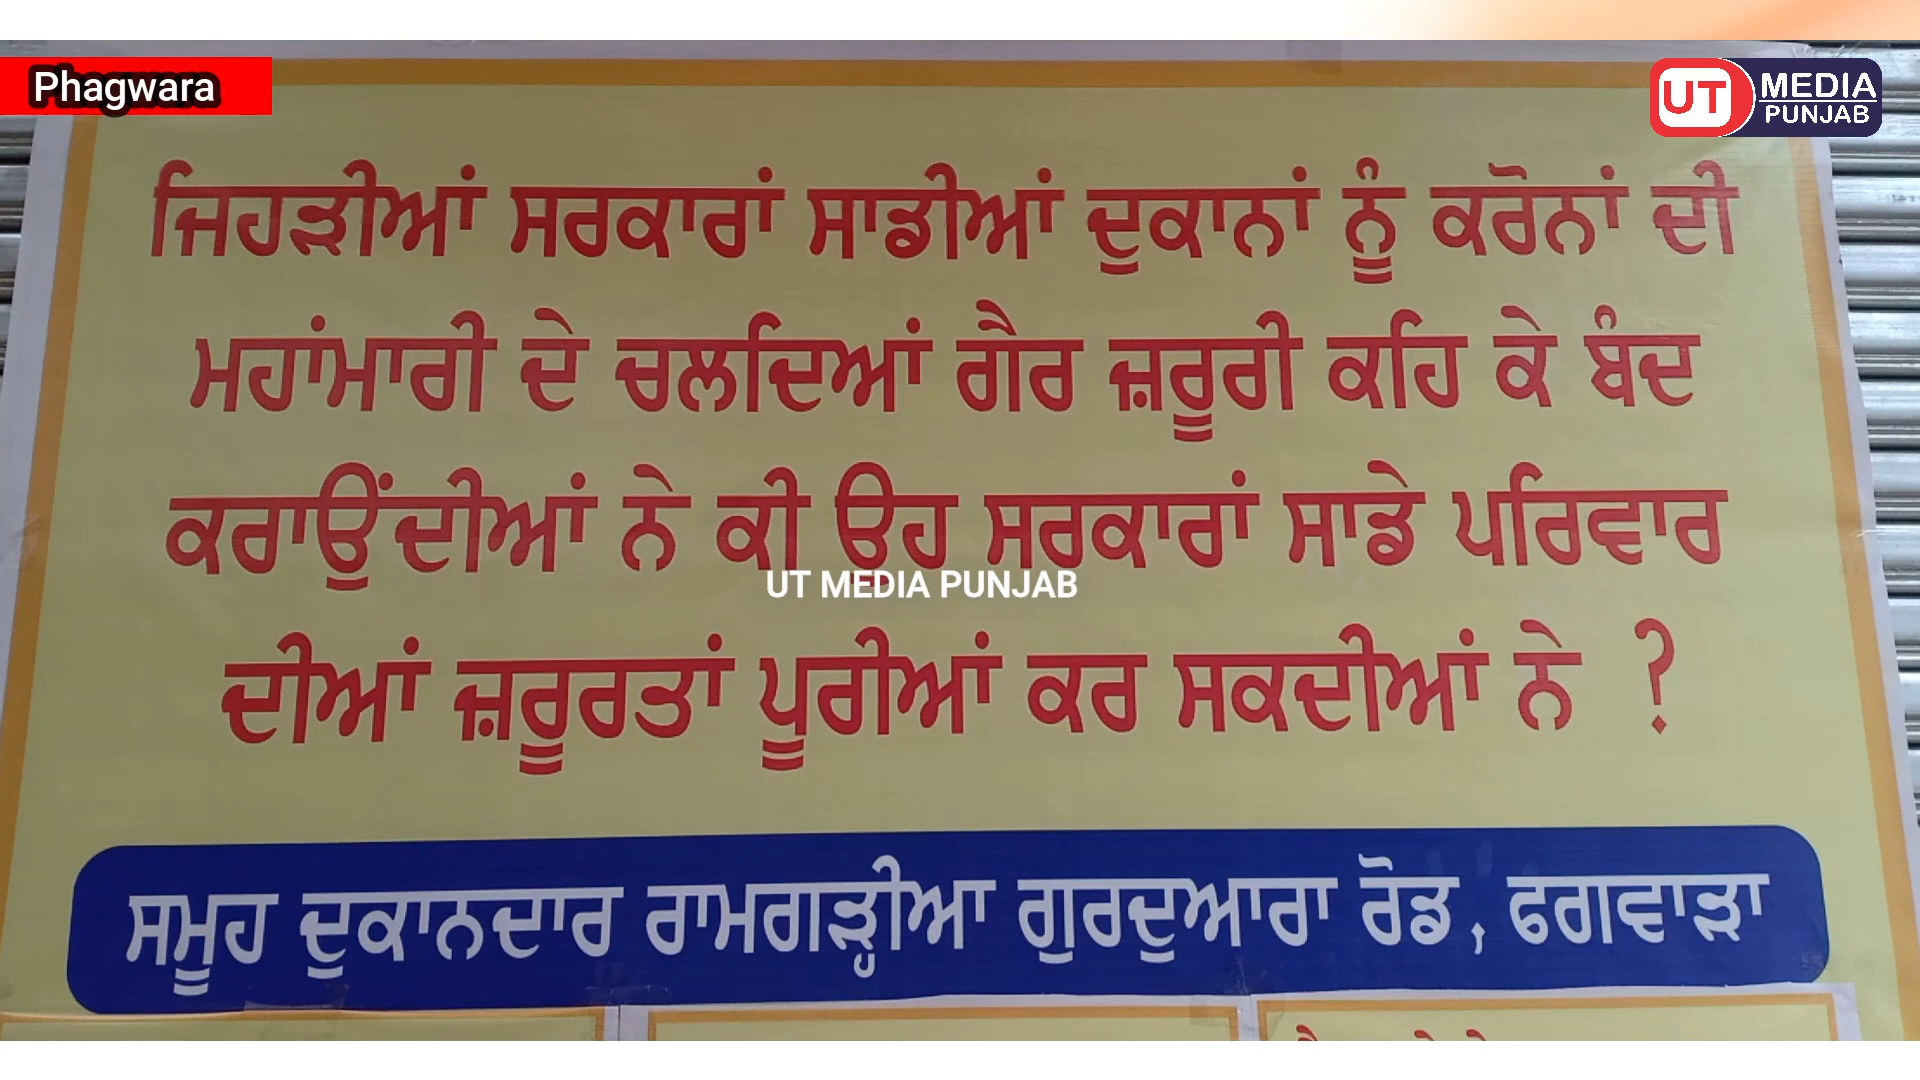 Phagwara
UT MEDIA
PUNJAB
ਜਿਹੜੀਆਂ ਸਰਕਾਰਾਂ ਸਾਡੀਆਂ ਦੁਕਾਨਾਂ ਨੂੰ ਕਰੋਨਾਂ ਦੀ
ਮਹਾਂਮਾਰੀ ਦੇ ਚਲਦਿਆਂ ਗੈਰ ਜ਼ਰੂਰੀ ਕਹਿ ਕੇ ਬੰਦ
ਕਰਾਉਂਦੀਆਂ ਨੇ ਕੀ ਓਹ ਸਰਕਾਰਾਂ ਸਾਡੇ ਪਰਿਵਾਰ
UT MEDIA PUNJAB
ਦੀਆਂ ਜ਼ਰੂਰਤਾਂ ਪੂਰੀਆਂ ਕਰ ਸਕਦੀਆਂ ਨੇ ?
ਸਮੂਹ ਦੁਕਾਨਦਾਰ ਰਾਮਗੜ੍ਹੀਆ ਗੁਰਦੁਆਰਾ ਰੋਡ, ਫਗਵਾੜਾ